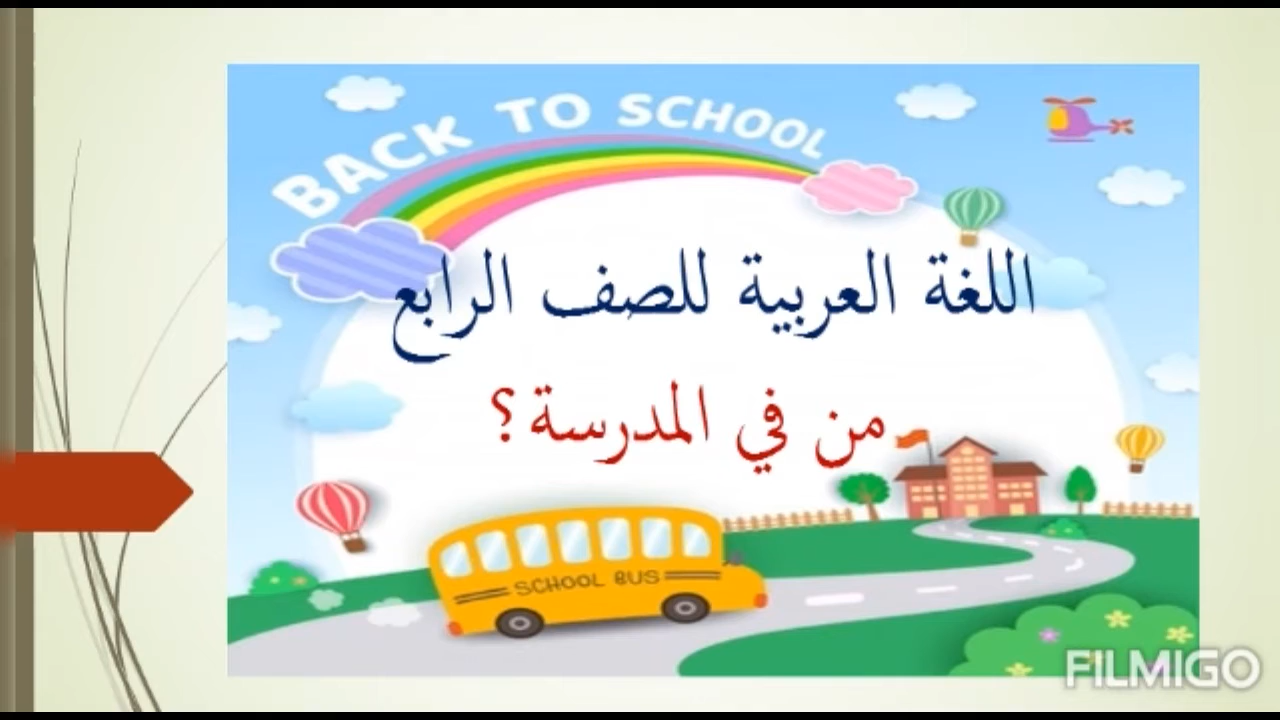 BACK TO SCHOOL
اللغة العربية للصف الرابع
من في المدرسة ؟
SCHOOL BUS
FILMIGO